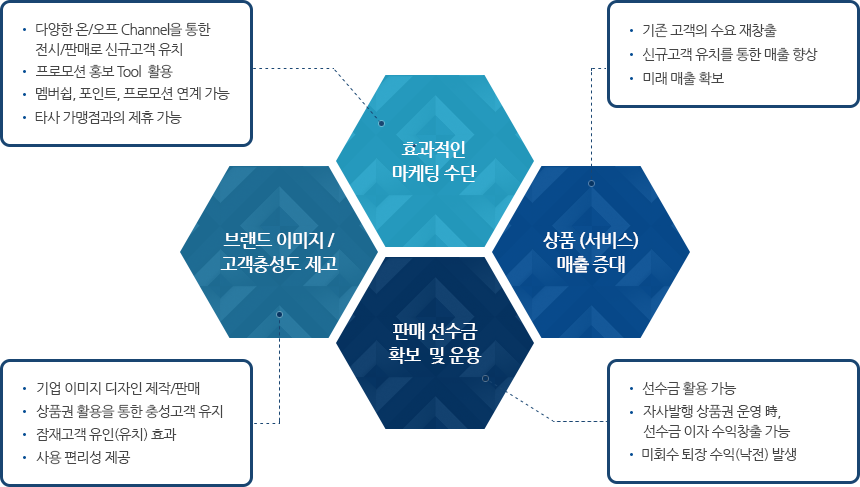 • 다양한 온/오프 Channel을 통한
전시/판매로 신규고객 유치
• 프로모션 홍보 Tool 활용
• 멤버쉽, 포인트, 프로모션 연계 가능
• 타사 가맹점과의 제휴 가능
• 기존 고객의 수요 재창출
• 신규고객 유치를 통한 매출 향상
• 미래 매출 확보
효과적인
마케팅 수단
브랜드 이미지 /
고객충성도 제고
상품 (서비스)
매출 증대
판매 선수금
확보 및 운용
• 기업 이미지 디자인 제작/판매
• 상품권 활용을 통한 충성고객 유지
• 잠재고객 유인(유치) 효과
• 사용 편리성 제공
• 선수금 활용 가능
• 자사발행 상품권 운영 時,
선수금 이자 수익창출 가능
• 미회수 퇴장 수익(낙전) 발생